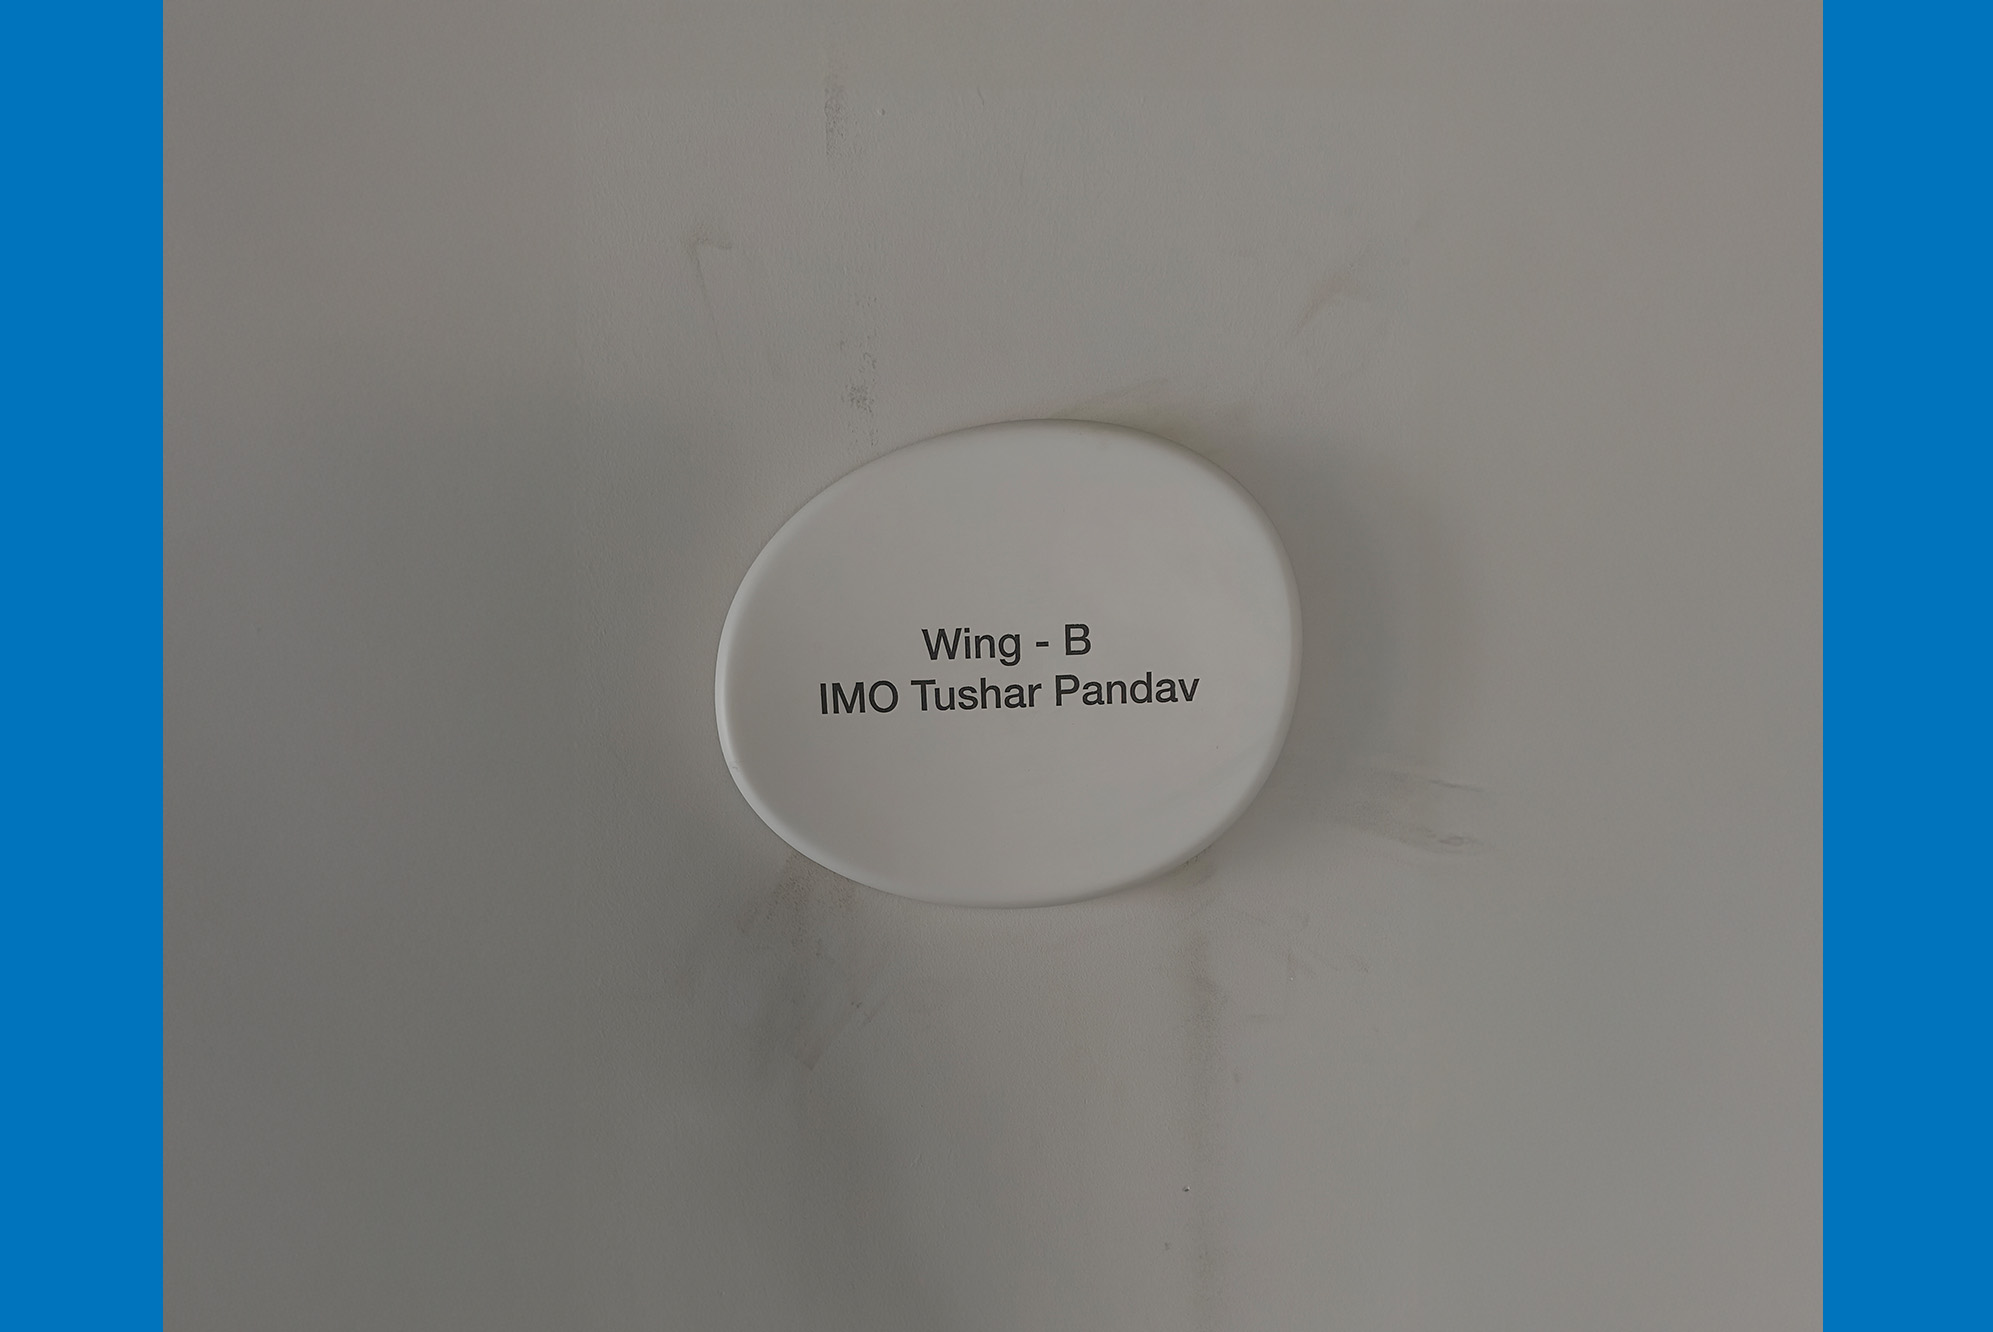 Wing - B
IMO Tushar Pandav